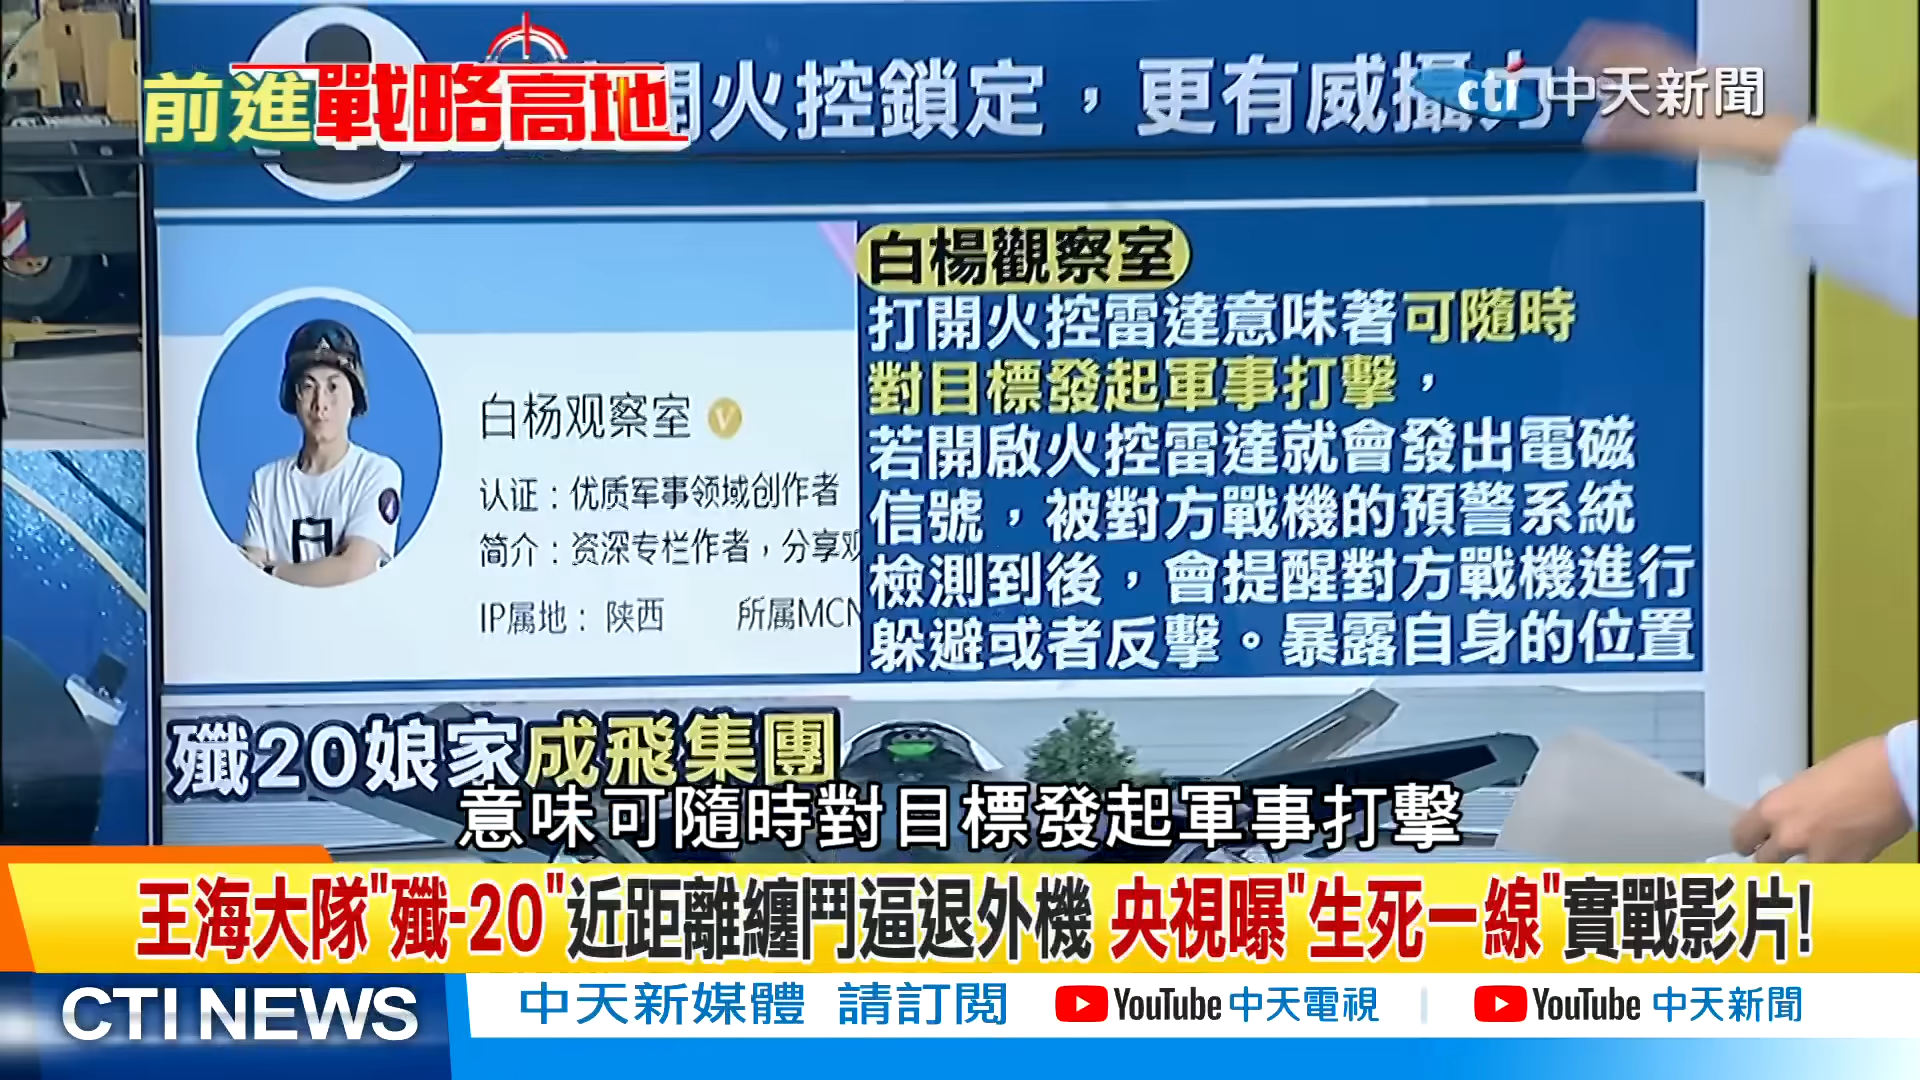 前進戰略高地
開火控鎖定，更有威攝力
cti 中天新聞
白楊觀察室
打開火控雷達意味著可隨時
對目標發起軍事打擊，
若開啟火控雷達就會發出電磁
信號，被對方戰機的預警系統
檢測到後，會提醒對方戰機進行
躲避或者反擊。暴露自身的位置
白杨观察室 V
认证：优质军事领域创作者
简介：资深专栏作者，分享观
IP属地：陕西 所属MCN
殲20娘家成飛集團
意味可隨時對目標發起軍事打擊
王海大隊"殲-20"近距離纏鬥逼退外機 央視曝"生死一線"實戰影片!
CTI NEWS
中天新媒體 請訂閱 YouTube 中天電視 | YouTube 中天新聞